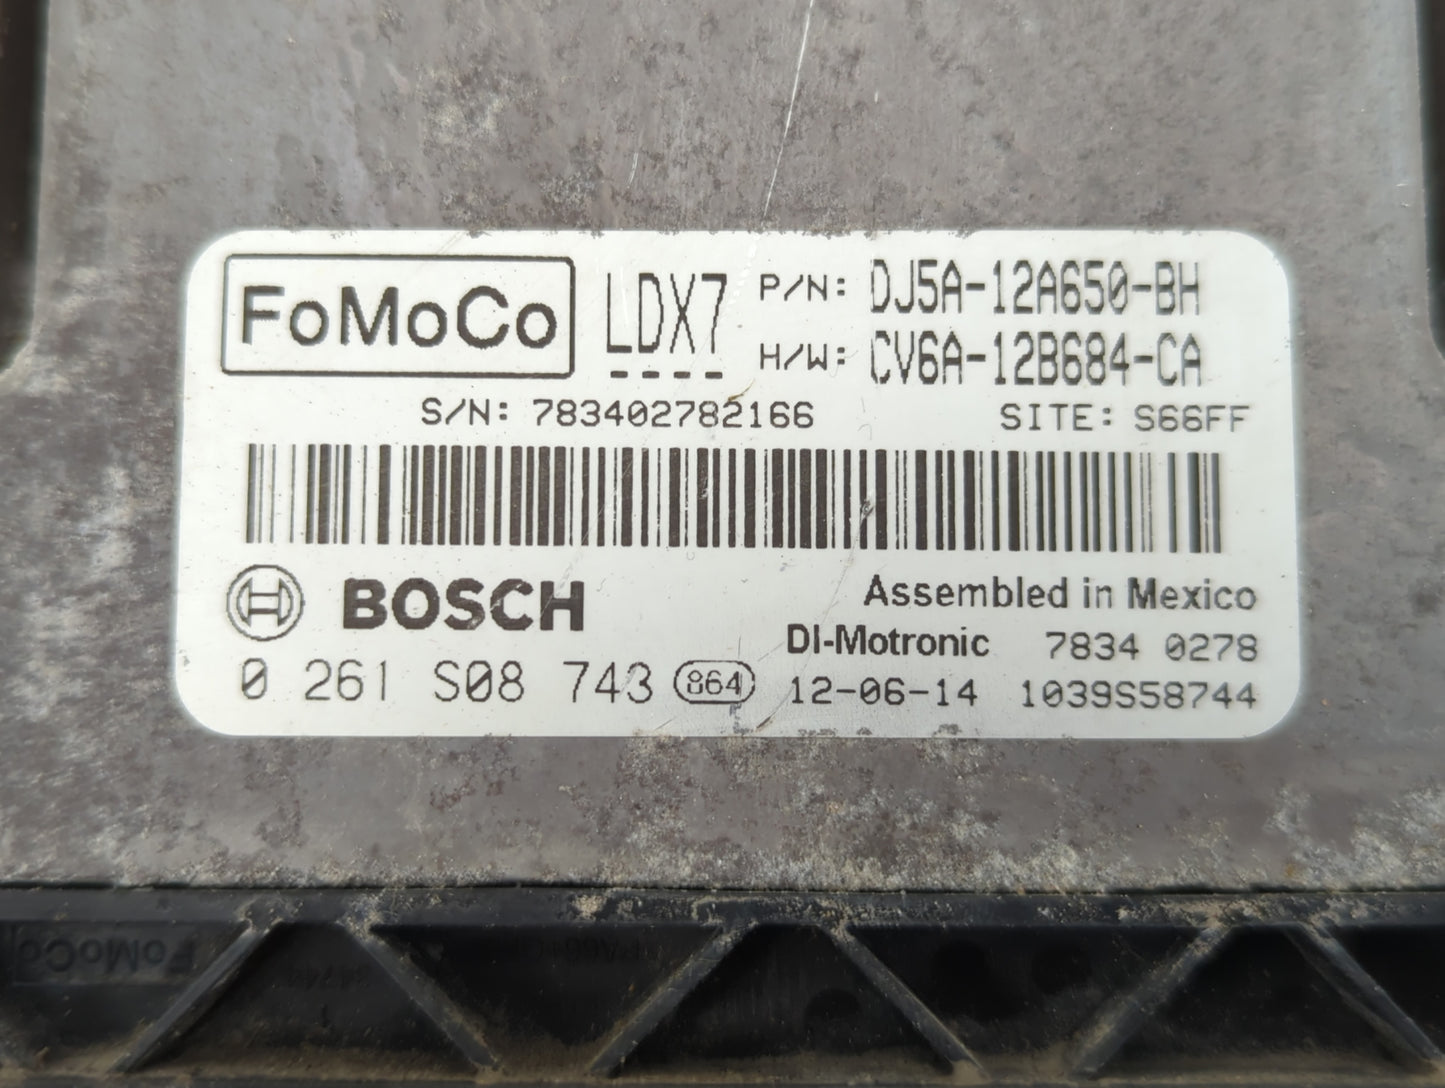 FoMoCo LDX7 P/N: DJ5A-12A650-BH
H/W: CV6A-12B684-CA
S/N: 783402782166 SITE: S66FF
BOSCH Assembled in Mexico
DI-Motronic 7834 0278
0 261 S08 743 864 12-06-14 1039S58744
FoMoCo